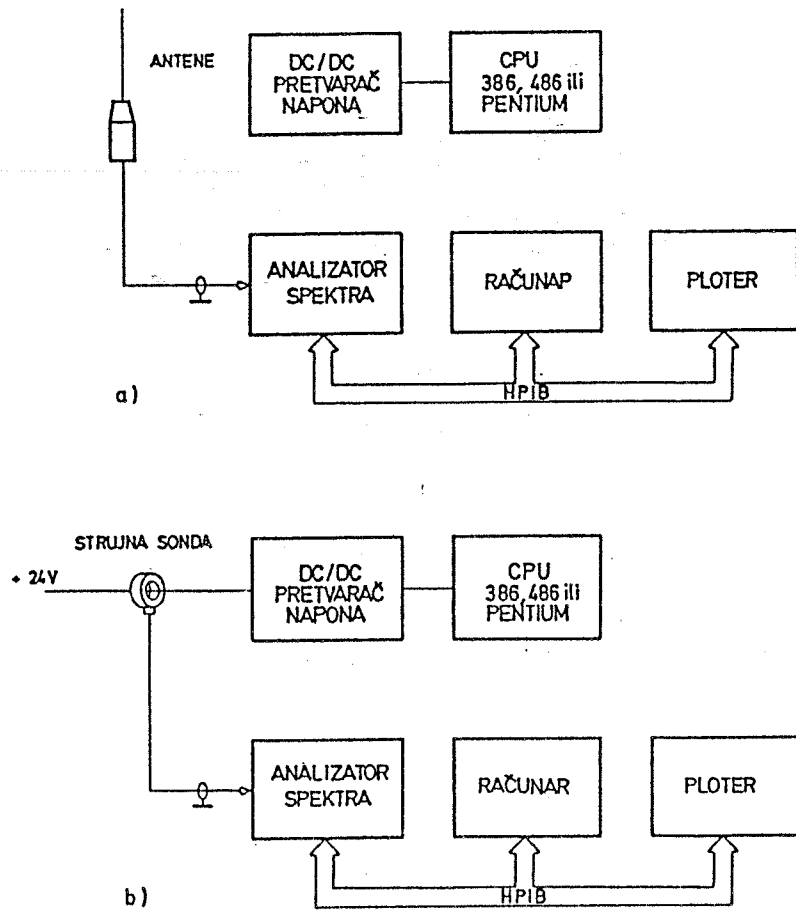 ANTENE
DC/DC
PRETVARAČ
NAPONA
CPU
386, 486 ili
PENTIUM
ANALIZATOR
SPEKTRA
RAČUNAP
PLOTER
HPIB
a)
STRUJNA SONDA
+ 24V
DC/DC
PRETVARAČ
NAPONA
CPU
386,486 ili
PENTIUM
ANALIZATOR
SPEKTRA
RAČUNAR
PLOTER
HPIB
b)